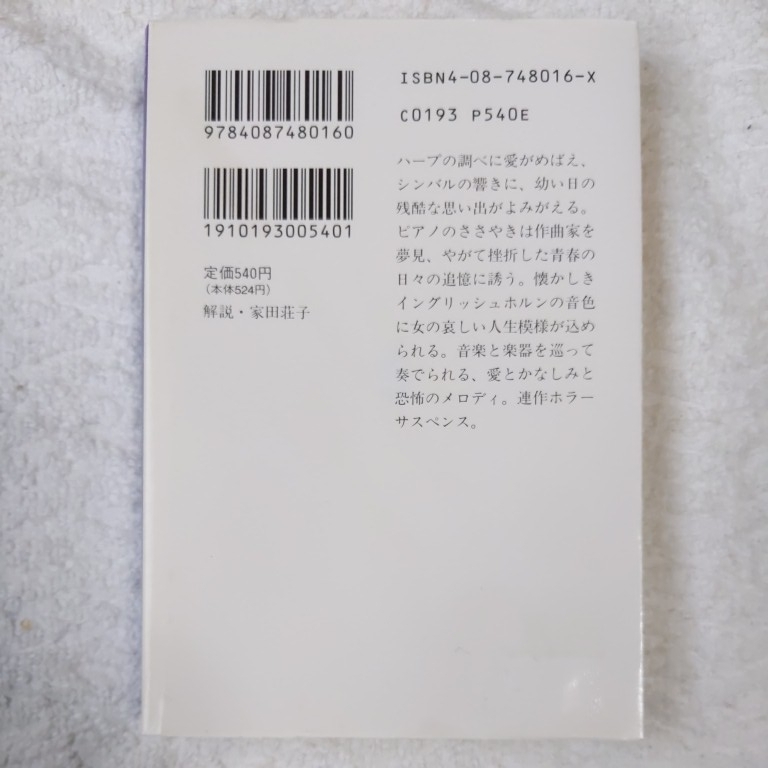 9784087480160
1910193005401
定価540円
(本体524円)
解説・家田荘子
ISBN4-08-748016-X
C0193 P540E
ハープの調べに愛がめばえ、
シンバルの響きに、幼い日の
残酷な思い出がよみがえる。
ピアノのささやきは作曲家を
夢見、やがて挫折した青春の
日々の追憶に誘う。懐かしき
イングリッシュホルンの音色
に女の哀しい人生模様が込め
られる。音楽と楽器を巡って
奏でられる、愛とかなしみと
恐怖のメロディ。連作ホラー
サスペンス。